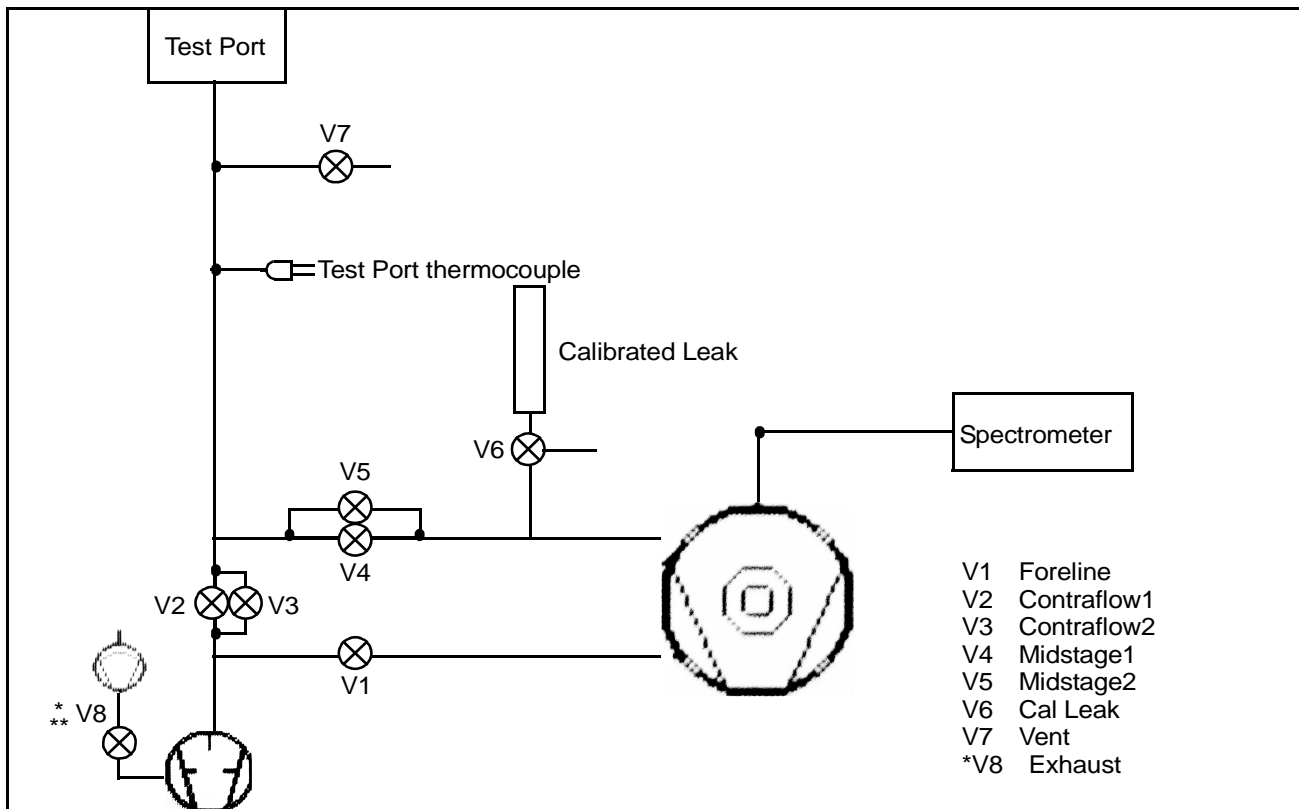 Test Port
V7
Test Port thermocouple
Calibrated Leak
Spectrometer
V6
V5
V4
V2
V3
V1
*
** V8
V1 Foreline
V2 Contraflow1
V3 Contraflow2
V4 Midstage1
V5 Midstage2
V6 Cal Leak
V7 Vent
*V8 Exhaust